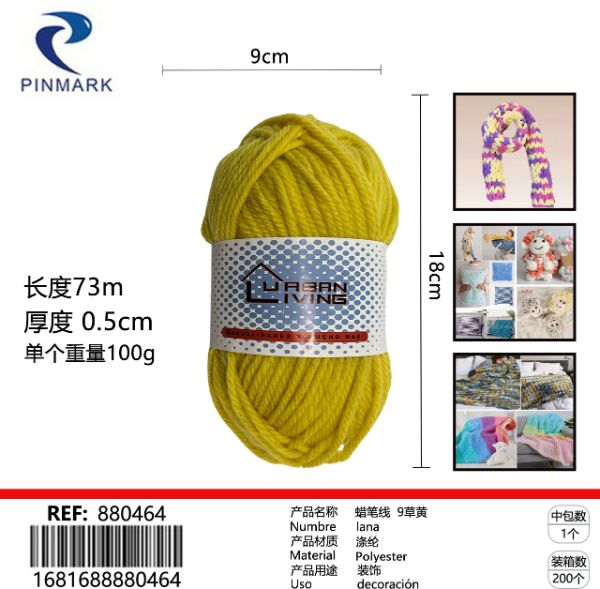 PINMARK
9cm
18cm
长度73m
厚度 0.5cm
单个重量100g
URBAN
LIVING
MANUALIDADES Y MUCHO MAS
REF: 880464
1681688880464
产品名称 蜡笔线 9草黄
Numbre lana
产品材质 涤纶
Material Polyester
产品用途 装饰
Uso decoración
中包数
1个
装箱数
200个